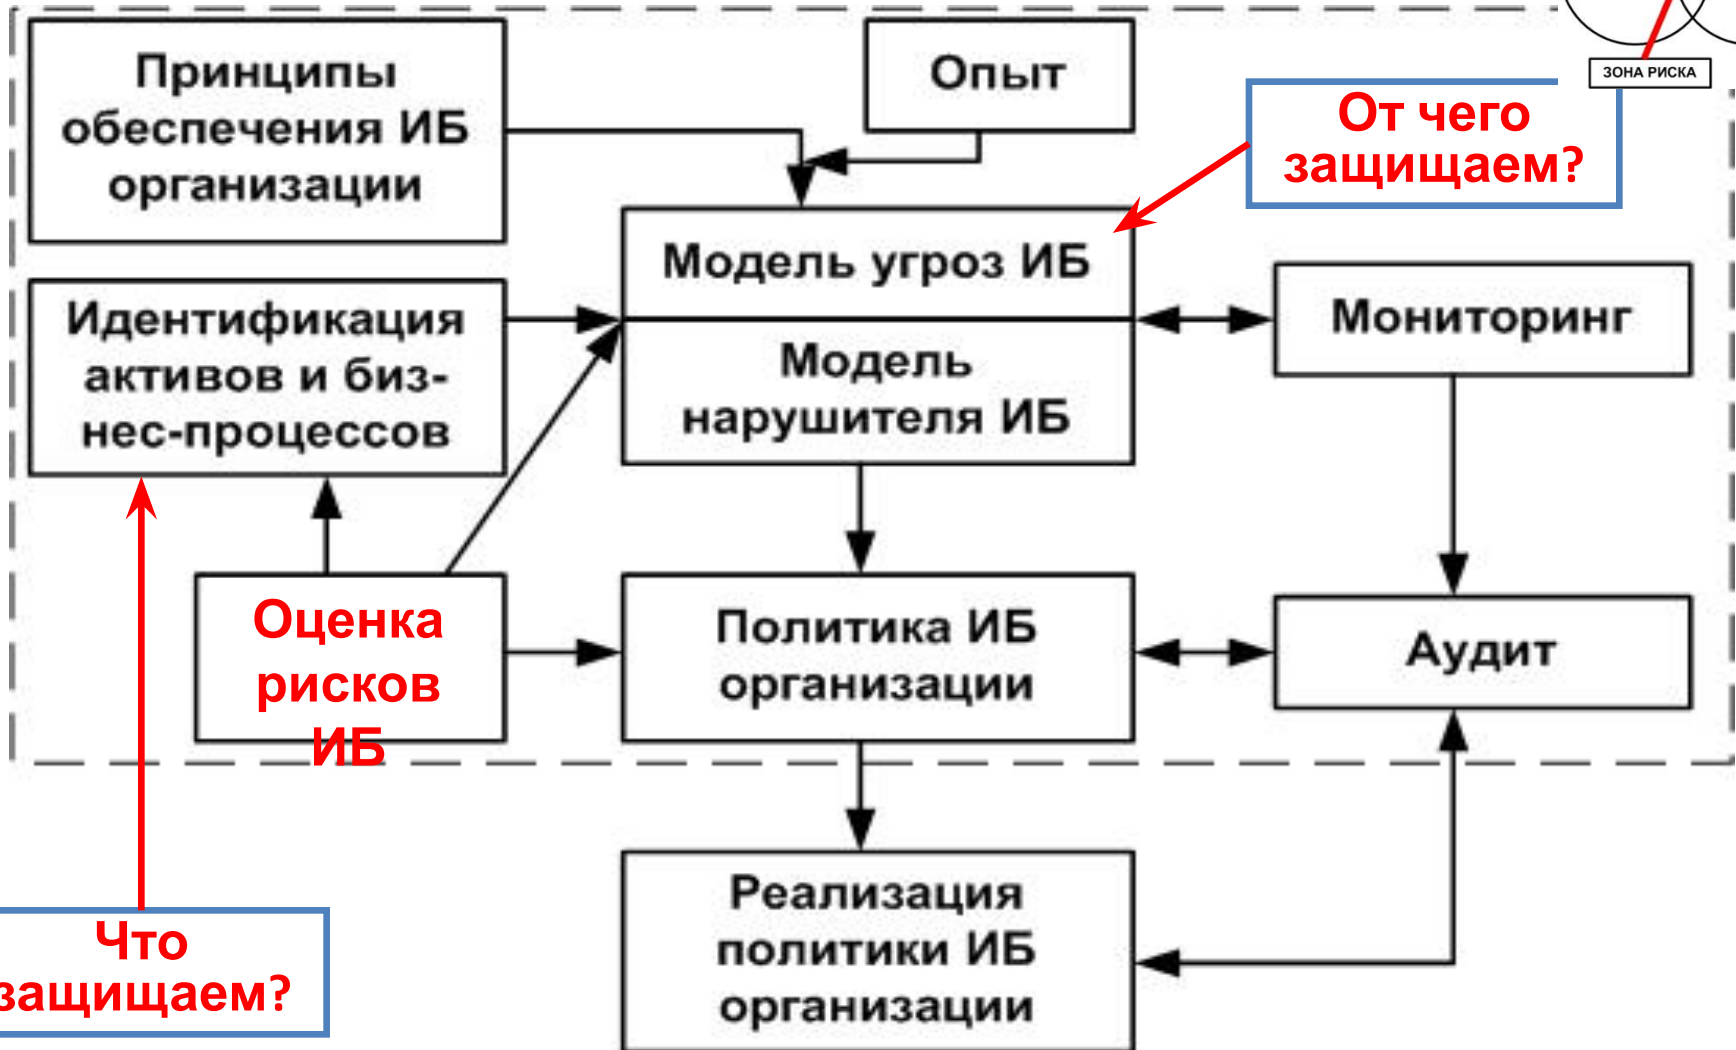 Принципы
обеспечения ИБ
организации
Опыт
ЗОНА РИСКА
От чего
защищаем?
Модель угроз ИБ
Идентификация
активов и биз-
нес-процессов
Модель
нарушителя ИБ
Мониторинг
Оценка
рисков
ИБ
Политика ИБ
организации
Аудит
Что
защищаем?
Реализация
политики ИБ
организации